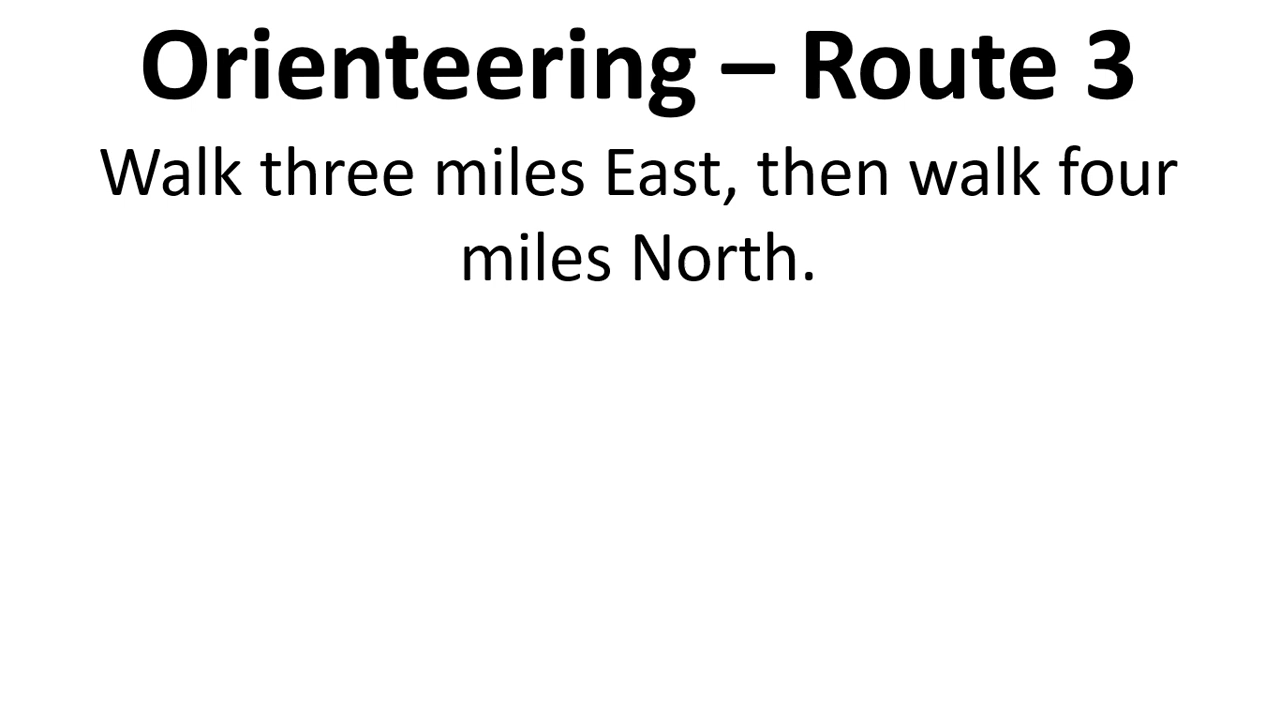 Orienteering – Route 3
Walk three miles East, then walk four
miles North.